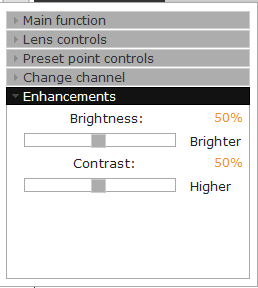 Main function
Lens controls
Preset point controls
Change channel
Enhancements
Brightness: 50%
Brighter
Contrast: 50%
Higher